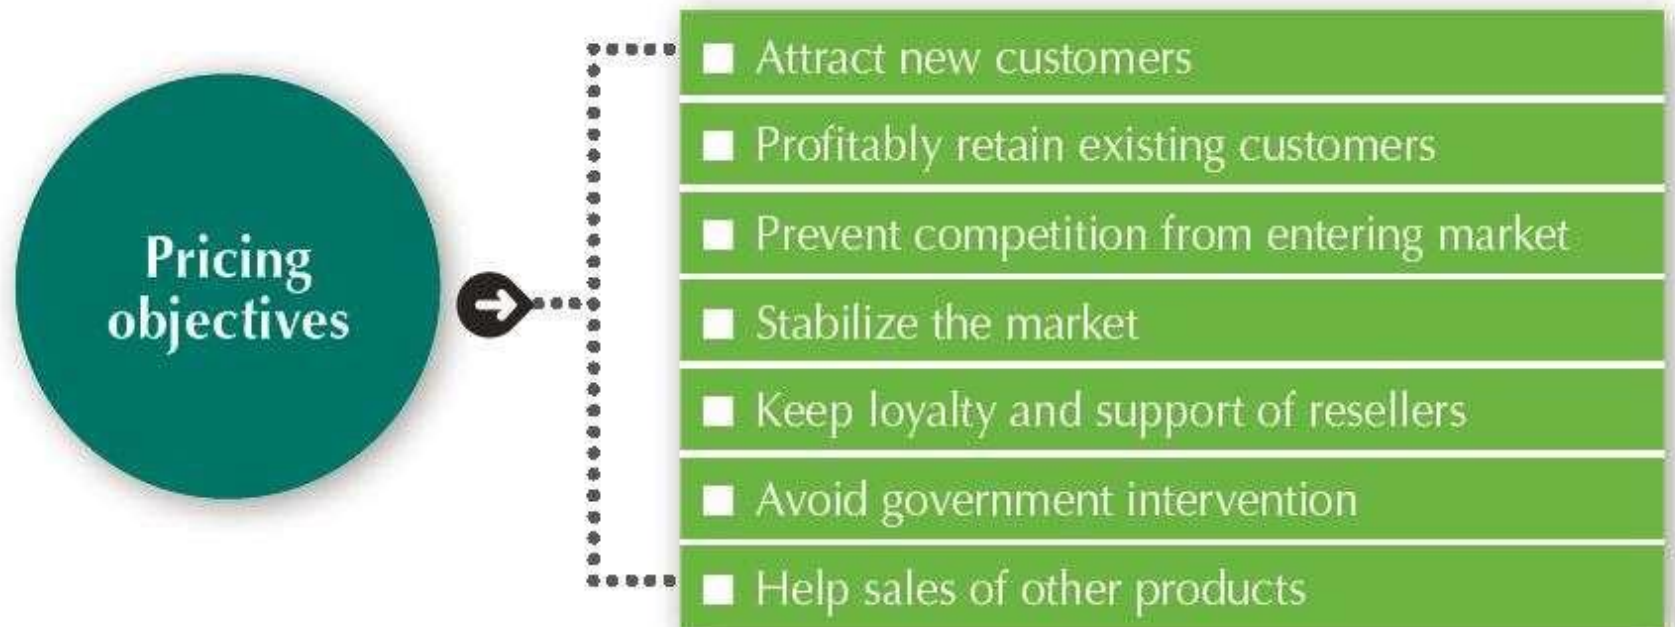 Pricing
objectives
Attract new customers
Profitably retain existing customers
Prevent competition from entering market
Stabilize the market
Keep loyalty and support of resellers
Avoid government intervention
Help sales of other products